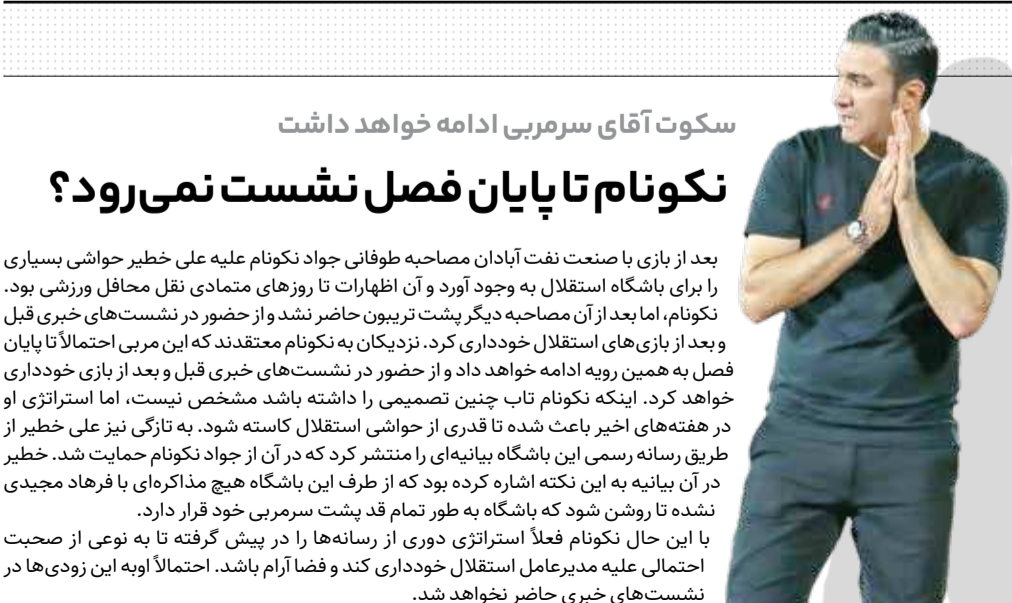 سکوت آقای سرمربی ادامه خواهد داشت
نکونام تا پایان فصل نشست نمی‌رود؟
بعد از بازی با صنعت نفت آبادان مصاحبه طوفانی جواد نکونام علیه علی خطیر حواشی بسیاری
را برای باشگاه استقلال به وجود آورد و آن اظهارات تا روزهای متمادی نقل محافل ورزشی بود.
نکونام، اما بعد از آن مصاحبه دیگر پشت تریبون حاضر نشد و از حضور در نشست‌های خبری قبل
و بعد از بازی‌های استقلال خودداری کرد. نزدیکان به نکونام معتقدند که این مربی احتمالاً تا پایان
فصل به همین رویه ادامه خواهد داد و از حضور در نشست‌های خبری قبل و بعد از بازی خودداری
خواهد کرد. اینکه نکونام تاب چنین تصمیمی را داشته باشد مشخص نیست، اما استراتژی او
در هفته‌های اخیر باعث شده تا قدری از حواشی استقلال کاسته شود. به تازگی نیز علی خطیر از
طریق رسانه رسمی این باشگاه بیانیه‌ای را منتشر کرد که در آن از جواد نکونام حمایت شد. خطیر
در آن بیانیه به این نکته اشاره کرده بود که از طرف این باشگاه هیچ مذاکره‌ای با فرهاد مجیدی
نشده تا روشن شود که باشگاه به طور تمام قد پشت سرمربی خود قرار دارد.
با این حال نکونام فعلاً استراتژی دوری از رسانه‌ها را در پیش گرفته تا به نوعی از صحبت
احتمالی علیه مدیرعامل استقلال خودداری کند و فضا آرام باشد. احتمالاً اوبه این زودی‌ها در
نشست‌های خبری حاضر نخواهد شد.